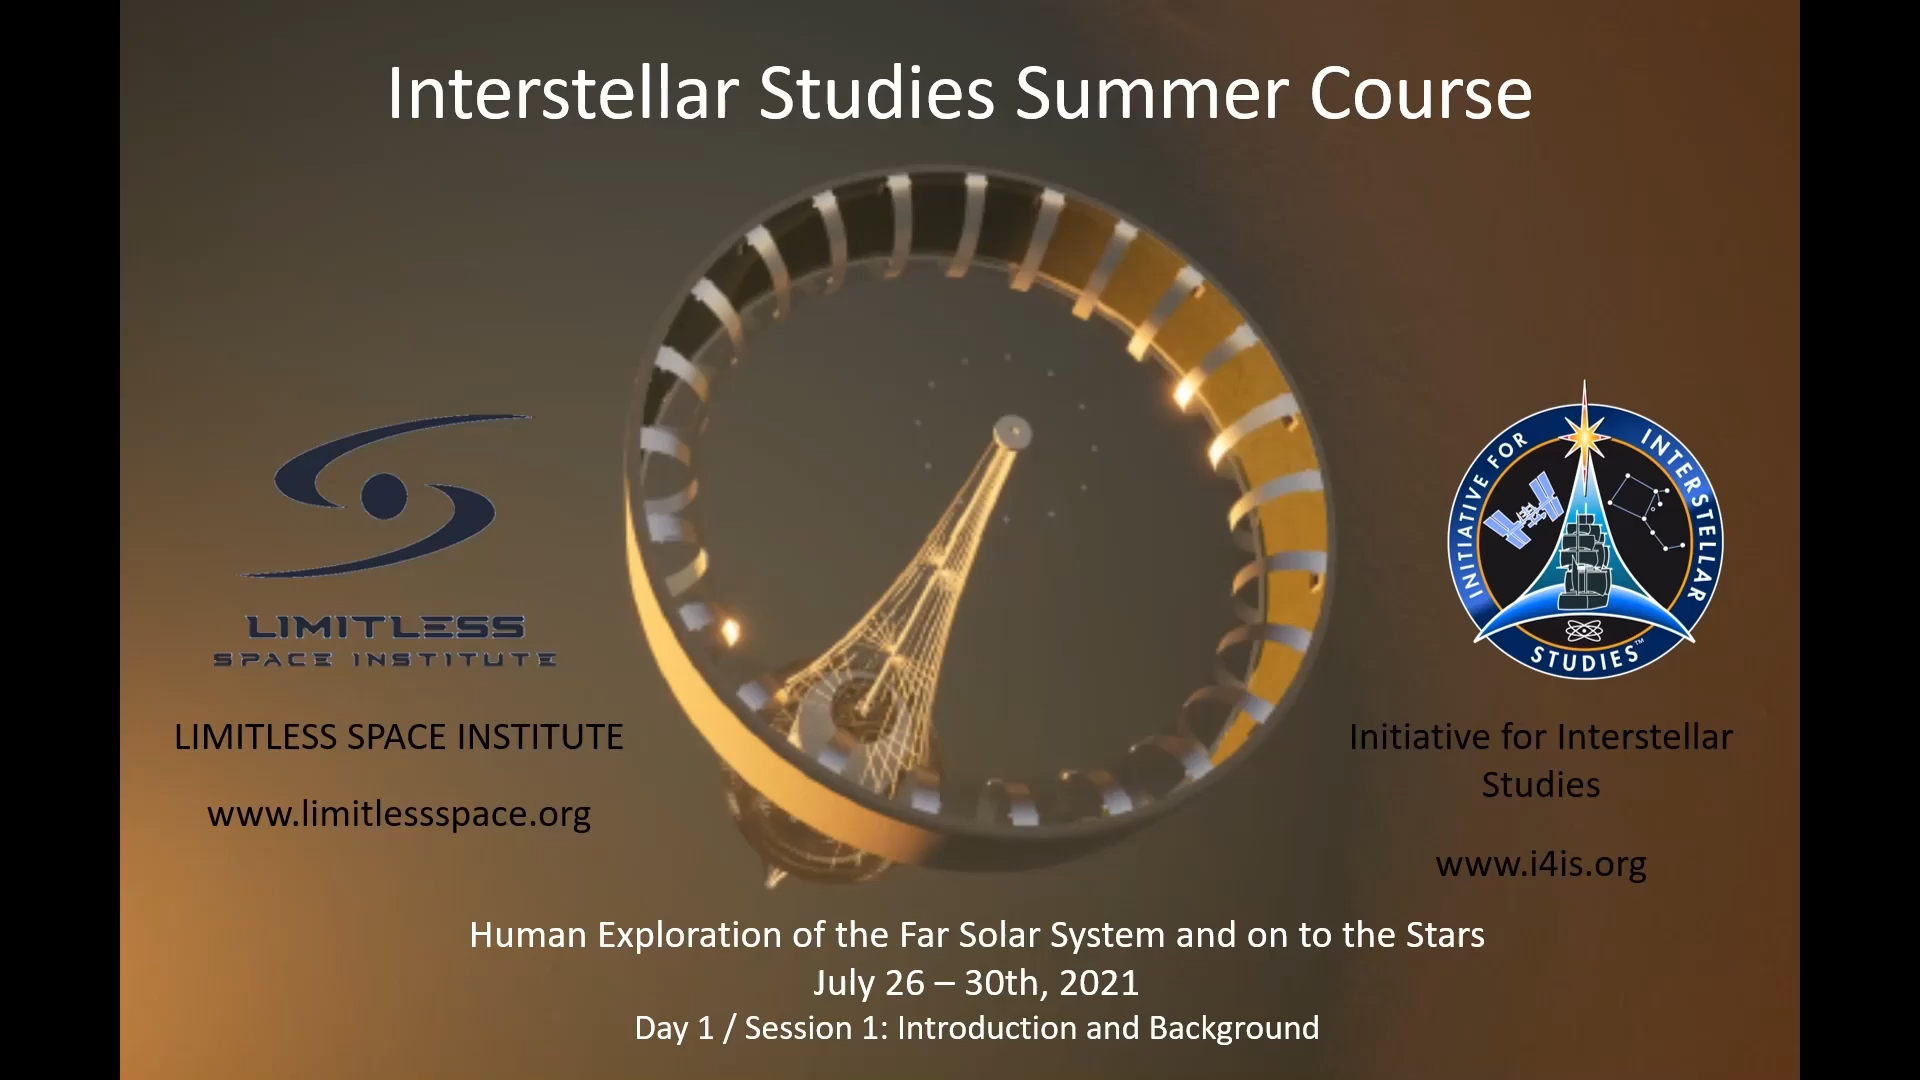 Interstellar Studies Summer Course
LIMITLESS
SPACE INSTITUTE
LIMITLESS SPACE INSTITUTE
www.limitlessspace.org
INITIATIVE FOR INTERSTELLAR
STUDIES™
Initiative for Interstellar
Studies
www.i4is.org
Human Exploration of the Far Solar System and on to the Stars
July 26 – 30th, 2021
Day 1 / Session 1: Introduction and Background